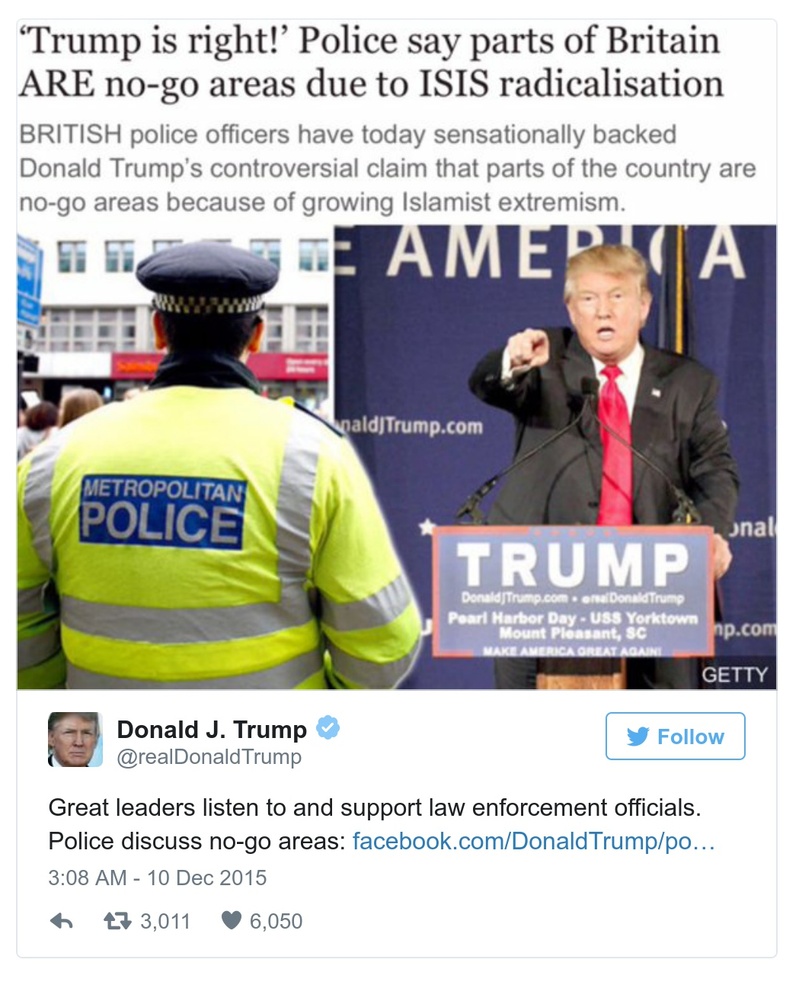 ‘Trump is right!’ Police say parts of Britain
ARE no-go areas due to ISIS radicalisation
BRITISH police officers have today sensationally backed
Donald Trump’s controversial claim that parts of the country are
no-go areas because of growing Islamist extremism.
AMERICA
naldJTrump.com
METROPOLITAN
POLICE
onal
TRUMP
DonaldJTrump.com • @realDonaldTrump
Pearl Harbor Day - USS Yorktown
Mount Pleasant, SC
MAKE AMERICA GREAT AGAIN!
mp.com
GETTY
Donald J. Trump
@realDonaldTrump
Follow
Great leaders listen to and support law enforcement officials.
Police discuss no-go areas: facebook.com/DonaldTrump/po…
3:08 AM - 10 Dec 2015
3,011 6,050